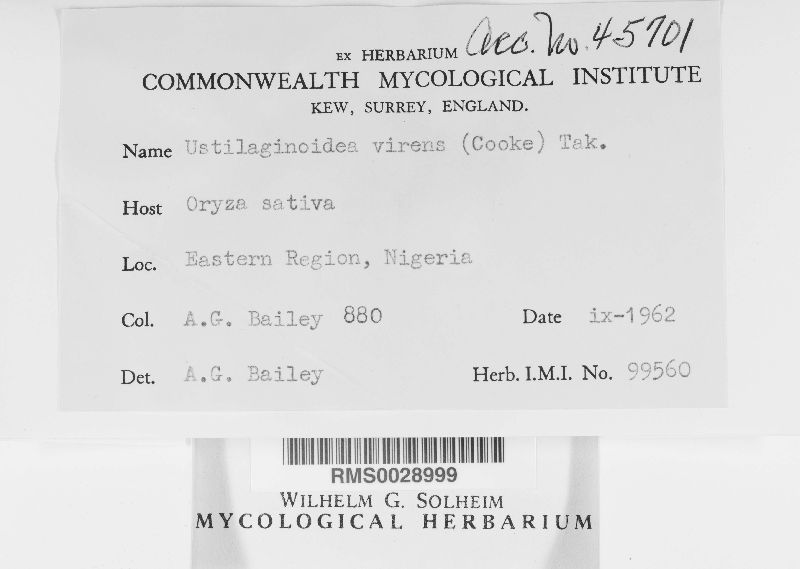 Acc. No. 45701
EX HERBARIUM
COMMONWEALTH MYCOLOGICAL INSTITUTE
KEW, SURREY, ENGLAND.
Name Ustilaginoidea virens (Cooke) Tak.
Host Oryza sativa
Loc. Eastern Region, Nigeria
Col. A.G. Bailey 880 Date ix-1962
Det. A.G. Bailey Herb. I.M.I. No. 99560
RMS0028999
WILHELM G. SOLHEIM
MYCOLOGICAL HERBARIUM